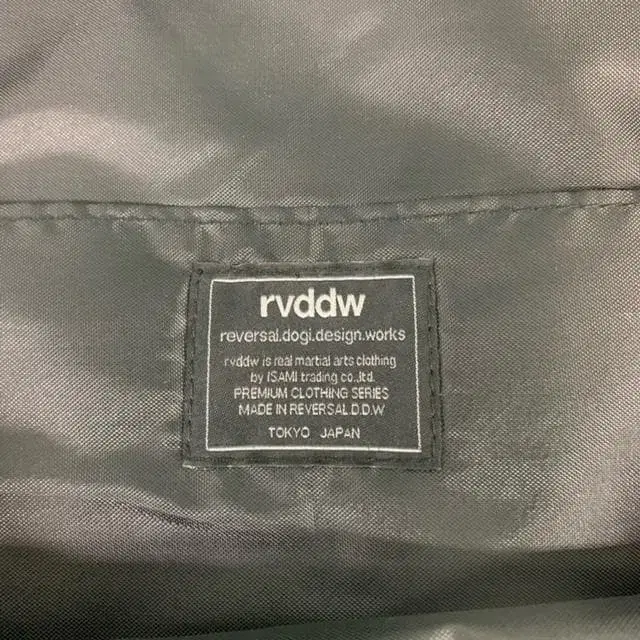 rvddw
reversal.dogi.design.works
rvddw is real martial arts clothing
by ISAMI trading co.,ltd.
PREMIUM CLOTHING SERIES
MADE IN REVERSAL D.D.W
TOKYO JAPAN